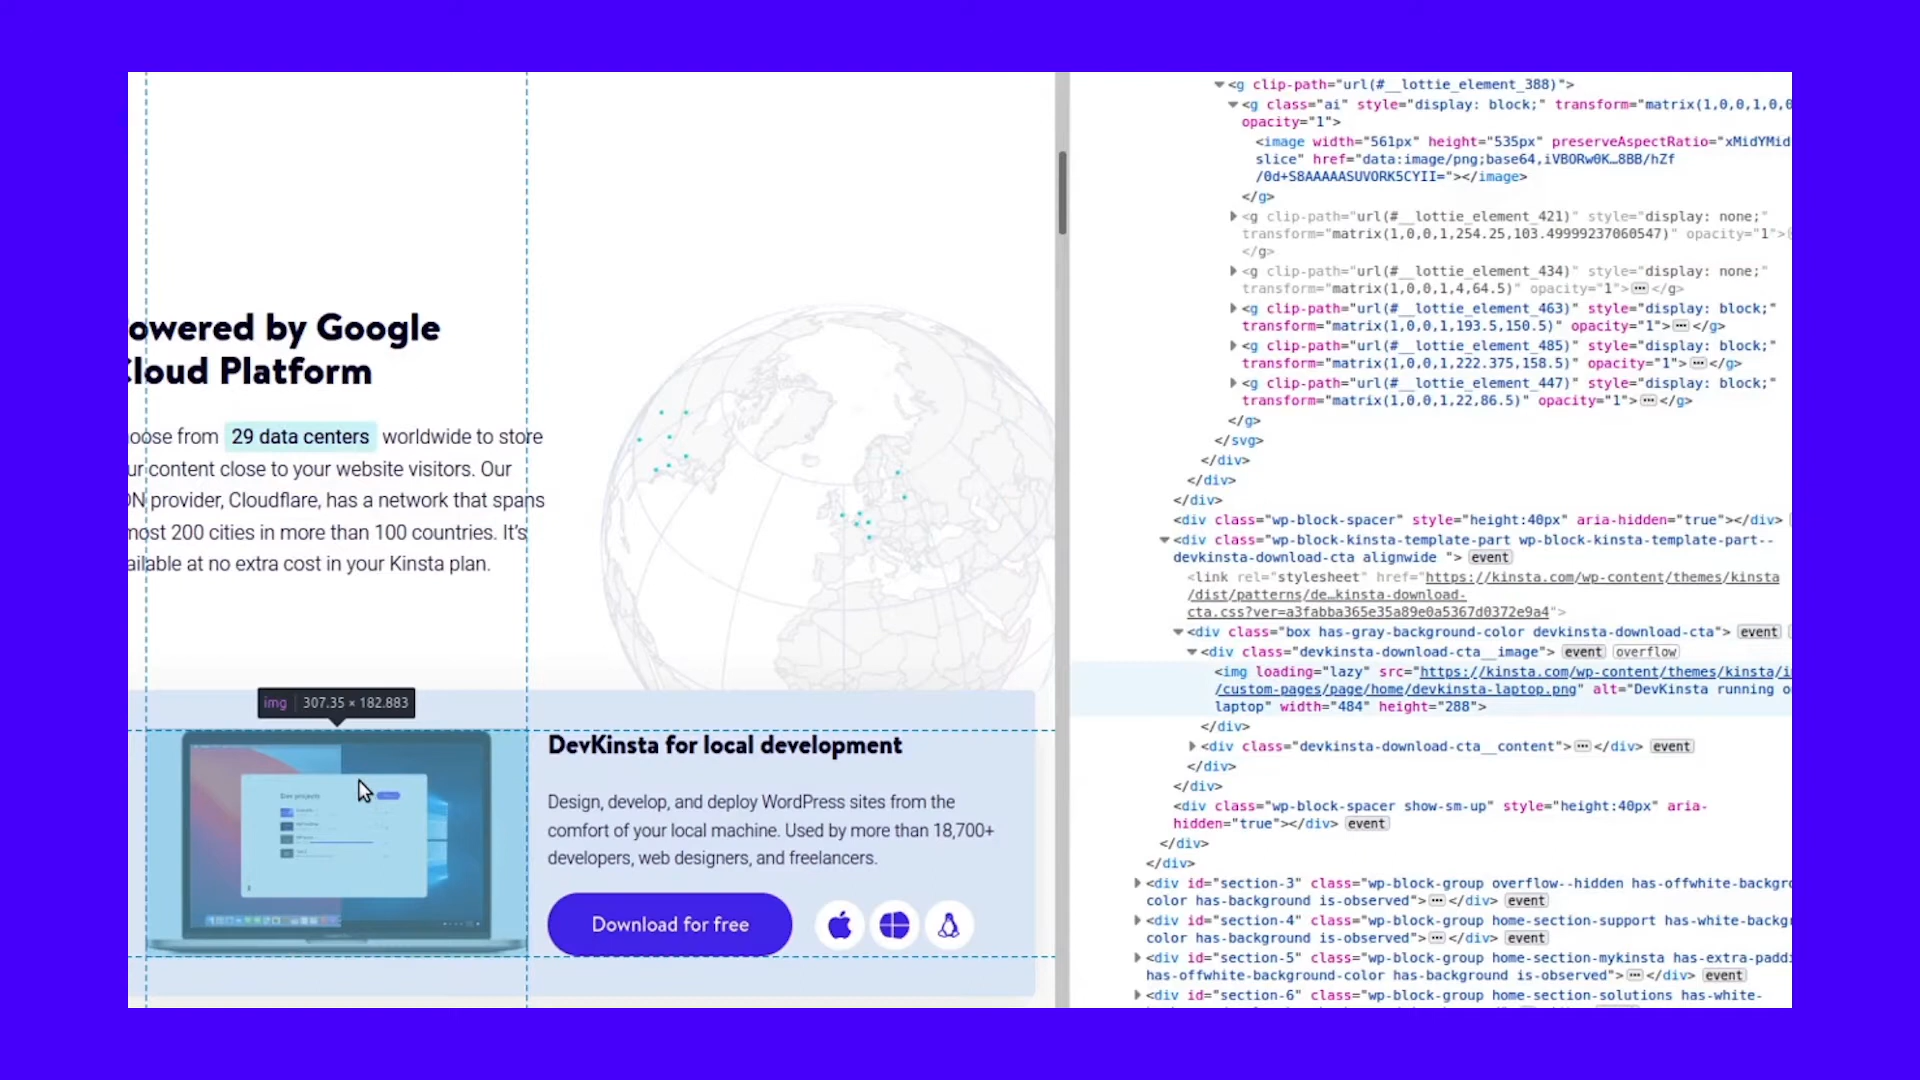 owered by Google
loud Platform
oose from 29 data centers worldwide to store
ur content close to your website visitors. Our
N provider, Cloudflare, has a network that spans
most 200 cities in more than 100 countries. It's
ailable at no extra cost in your Kinsta plan.
img 307.35 × 182.883
DevKinsta for local development
Design, develop, and deploy WordPress sites from the
comfort of your local machine. Used by more than 18,700+
developers, web designers, and freelancers.
Download for free
<g clip-path="url(#__lottie_element_388)">
<g class="ai" style="display: block;" transform="matrix(1,0,0,1,0,0
opacity="1">
<image width="561px" height="535px" preserveAspectRatio="xMidYMid
slice" href="data:image/png;base64,iVBORw0K…8BB/hZf
/0d+S8AAAAASUVORK5CYII="></image>
</g>
<g clip-path="url(#__lottie_element_421)" style="display: none;"
transform="matrix(1,0,0,1,254.25,103.49999237060547)" opacity="1">
</g>
<g clip-path="url(#__lottie_element_434)" style="display: none;"
transform="matrix(1,0,0,1,4,64.5)" opacity="1"></g>
<g clip-path="url(#__lottie_element_463)" style="display: block;"
transform="matrix(1,0,0,1,193.5,150.5)" opacity="1"></g>
<g clip-path="url(#__lottie_element_485)" style="display: block;"
transform="matrix(1,0,0,1,222.375,158.5)" opacity="1"></g>
<g clip-path="url(#__lottie_element_447)" style="display: block;"
transform="matrix(1,0,0,1,22,86.5)" opacity="1"></g>
</g>
</svg>
</div>
</div>
</div>
<div class="wp-block-spacer" style="height:40px" aria-hidden="true"></div>
<div class="wp-block-kinsta-template-part wp-block-kinsta-template-part--
devkinsta-download-cta alignwide "> event
<link rel="stylesheet" href="https://kinsta.com/wp-content/themes/kinsta
/dist/patterns/de…kinsta-download-
cta.css?ver=a3fabba365e35a89e0a5367d0372e9a4">
<div class="box has-gray-background-color devkinsta-download-cta"> event
<div class="devkinsta-download-cta__image"> event overflow
<img loading="lazy" src="https://kinsta.com/wp-content/themes/kinsta/i
/custom-pages/page/home/devkinsta-laptop.png" alt="DevKinsta running o
laptop" width="484" height="288">
</div>
<div class="devkinsta-download-cta__content"></div> event
</div>
</div>
<div class="wp-block-spacer show-sm-up" style="height:40px" aria-
hidden="true"></div> event
</div>
</div>
<div id="section-3" class="wp-block-group overflow--hidden has-offwhite-backgr
color has-background is-observed"></div> event
<div id="section-4" class="wp-block-group home-section-support has-white-backg
color has-background is-observed"></div> event
<div id="section-5" class="wp-block-group home-section-mykinsta has-extra-paddi
has-offwhite-background-color has-background is-observed"></div> event
<div id="section-6" class="wp-block-group home-section-solutions has-white-